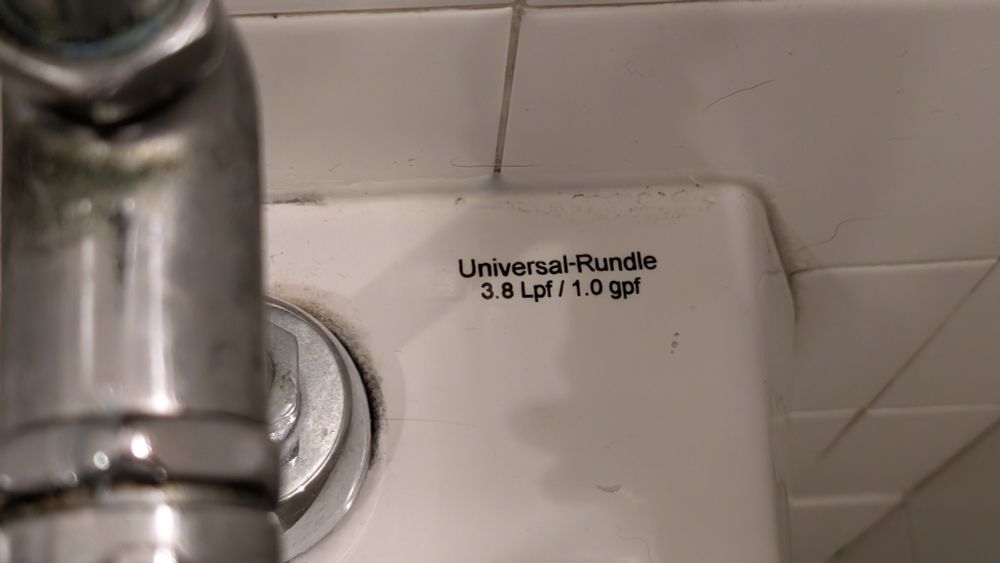 Universal-Rundle
3.8 Lpf / 1.0 gpf